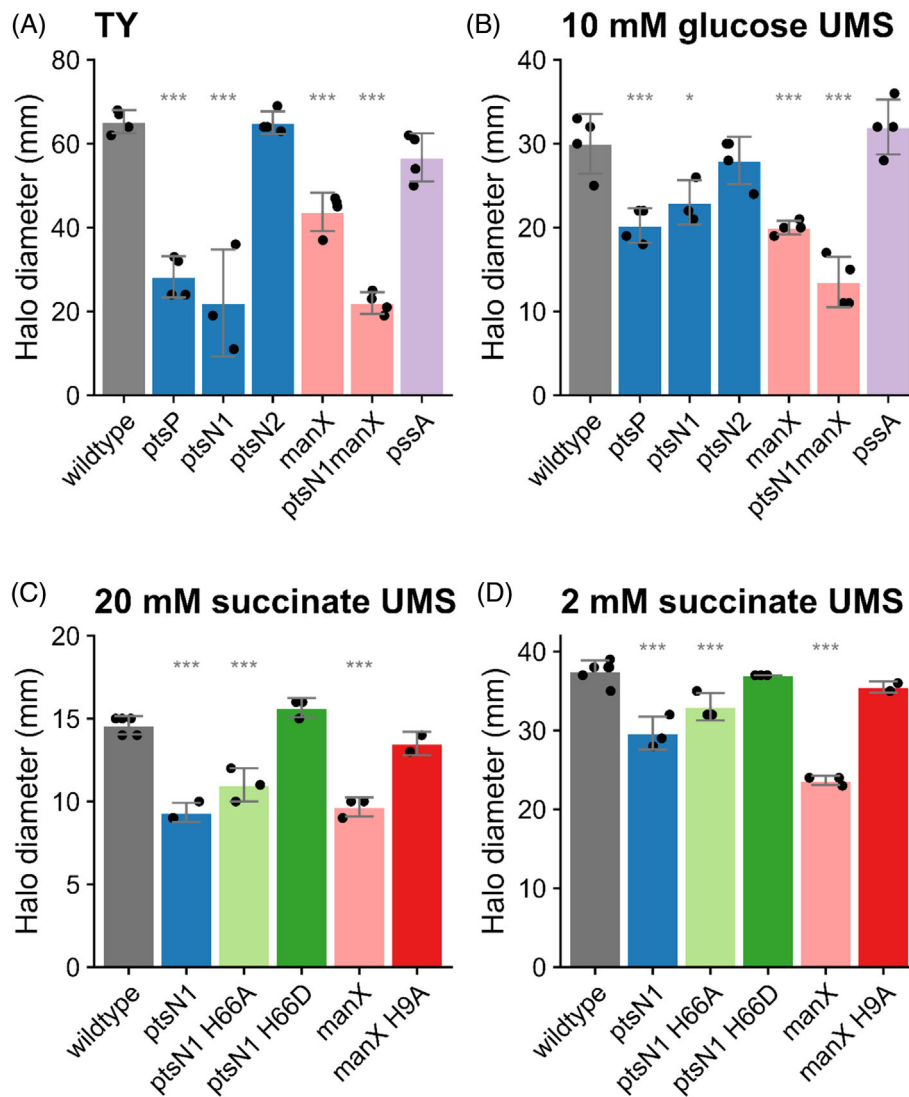 (A) TY
Halo diameter (mm)
80
60
40
20
0
*** *** *** ***
wildtype
ptsP
ptsN1
ptsN2
manX
ptsN1manX
pssA
(B) 10 mM glucose UMS
Halo diameter (mm)
40
30
20
10
0
*** * *** ***
wildtype
ptsP
ptsN1
ptsN2
manX
ptsN1manX
pssA
(C) 20 mM succinate UMS
Halo diameter (mm)
20
15
10
5
0
*** *** ***
wildtype
ptsN1
ptsN1 H66A
ptsN1 H66D
manX
manX H9A
(D) 2 mM succinate UMS
Halo diameter (mm)
40
30
20
10
0
*** *** ***
wildtype
ptsN1
ptsN1 H66A
ptsN1 H66D
manX
manX H9A